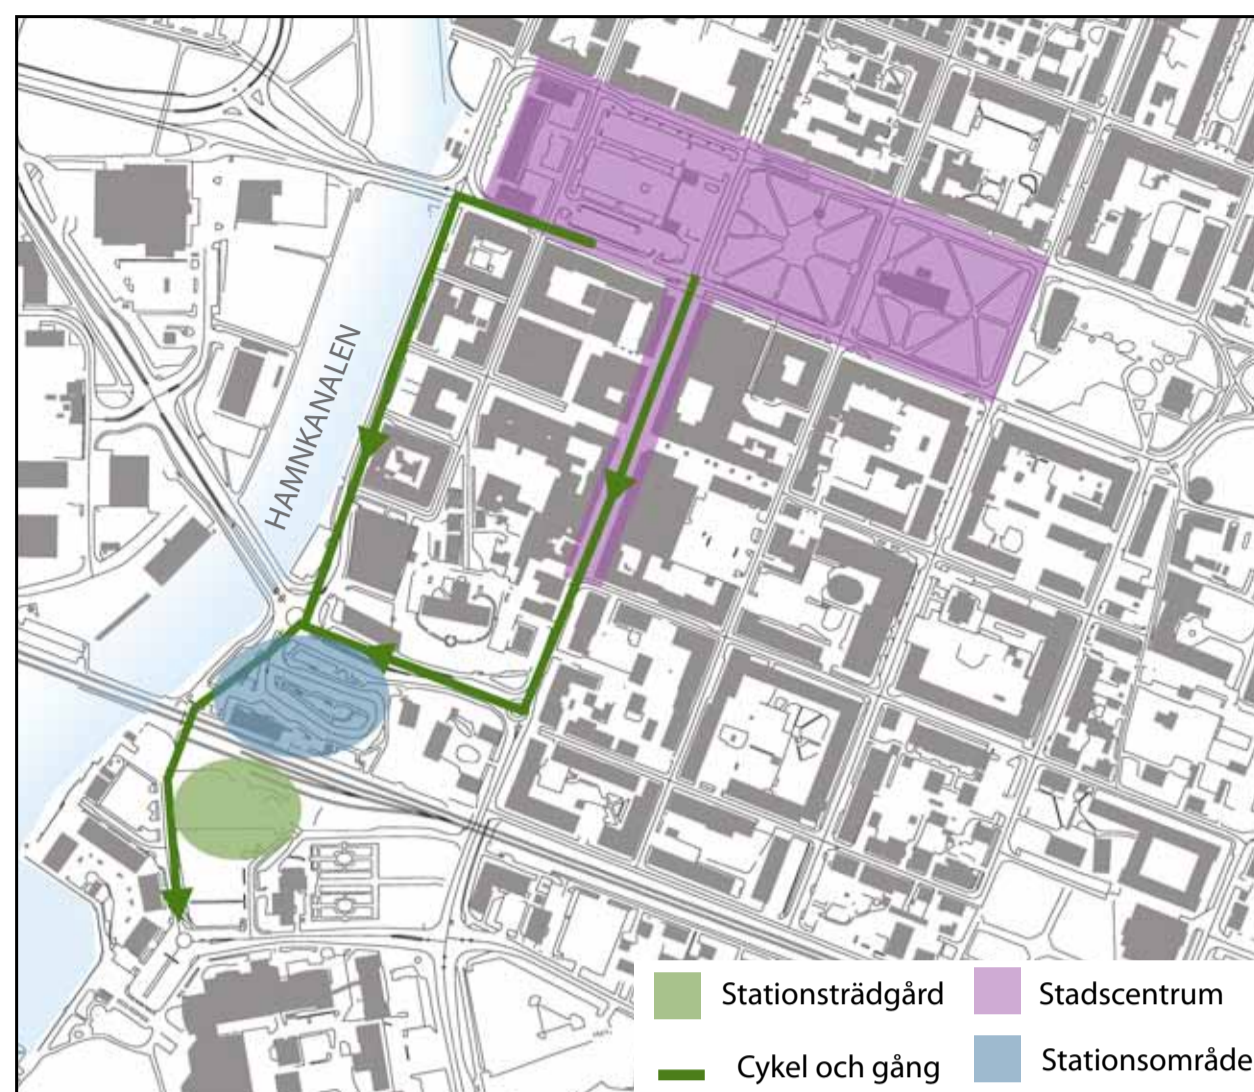 HAMNKANALEN
Stationsträdgård
Stadscentrum
Cykel och gång
Stationsområde